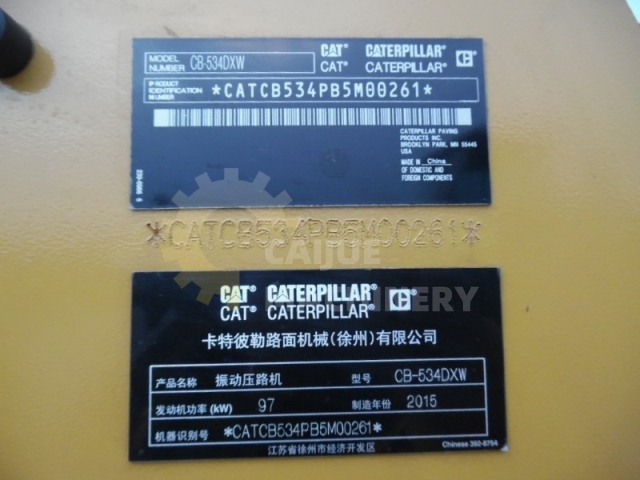 MODEL NUMBER CB-534DXW
CAT® CATERPILLAR®
CAT® CATERPILLAR®
PRODUCT IDENTIFICATION NUMBER *CATCB534PB5M00261*
CATERPILLAR PAVING
PRODUCTS INC.
BROOKLYN PARK, MN 55445
USA
MADE IN China
OF DOMESTIC AND
FOREIGN COMPONENTS
*CATCB534PB5M00261*
CAIJUE
MACHINERY
CAT® CATERPILLAR®
CAT® CATERPILLAR®
卡特彼勒路面机械(徐州)有限公司
产品名称 振动压路机 型号 CB-534DXW
发动机功率(kW) 97 制造年份 2015
机器识别号 *CATCB534PB5M00261*
江苏省徐州市经济开发区
Chinese 392-8754